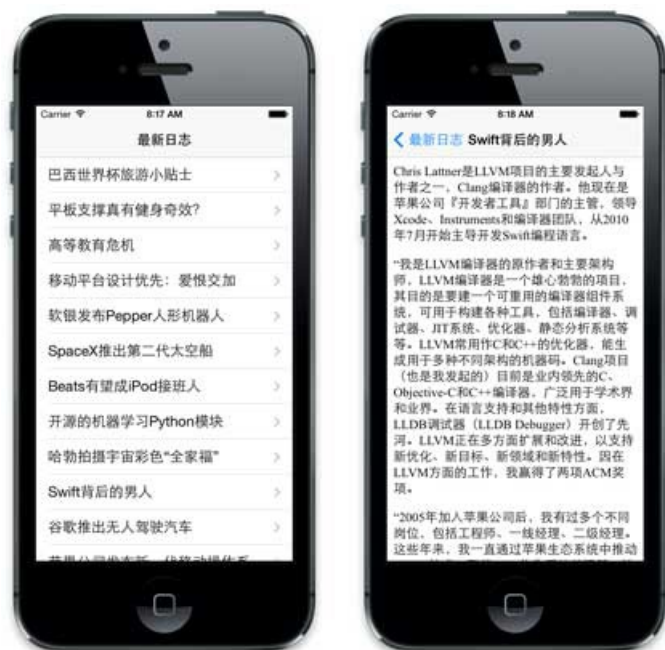 Carrier 8:17 AM
最新日志
巴西世界杯旅游小贴士
平板支撑真有健身奇效?
高等教育危机
移动平台设计优先：爱恨交加
软银发布Pepper人形机器人
SpaceX推出第二代太空船
Beats有望成iPod接班人
开源的机器学习Python模块
哈勃拍摄宇宙彩色“全家福”
Swift背后的男人
谷歌推出无人驾驶汽车
Carrier 8:18 AM
最新日志 Swift背后的男人
Chris Lattner是LLVM项目的主要发起人与
作者之一，Clang编译器的作者。他现在是
苹果公司『开发者工具』部门的主管，领导
Xcode、Instruments和编译器团队，从2010
年7月开始主导开发Swift编程语言。
“我是LLVM编译器的原作者和主要架构
师，LLVM编译器是一个雄心勃勃的项目，
其目的是要建一个可重用的编译器组件系
统，可用于构建各种工具，包括编译器、调
试器、JIT系统、优化器、静态分析系统等
等。LLVM常用作C和C++的优化器，能生
成用于多种不同架构的机器码。Clang项目
（也是我发起的）目前是业内领先的C、
Objective-C和C++编译器，广泛用于学术界
和业界。在语言支持和其他特性方面，
LLDB调试器（LLDB Debugger）开创了先
河。LLVM正在多方面扩展和改进，以支持
新优化、新目标、新领域和新特性。因在
LLVM方面的工作，我赢得了两项ACM奖
项。
“2005年加入苹果公司后，我有过多个不同
岗位，包括工程师、一线经理、二级经理。
这些年来，我一直通过苹果生态系统中推动